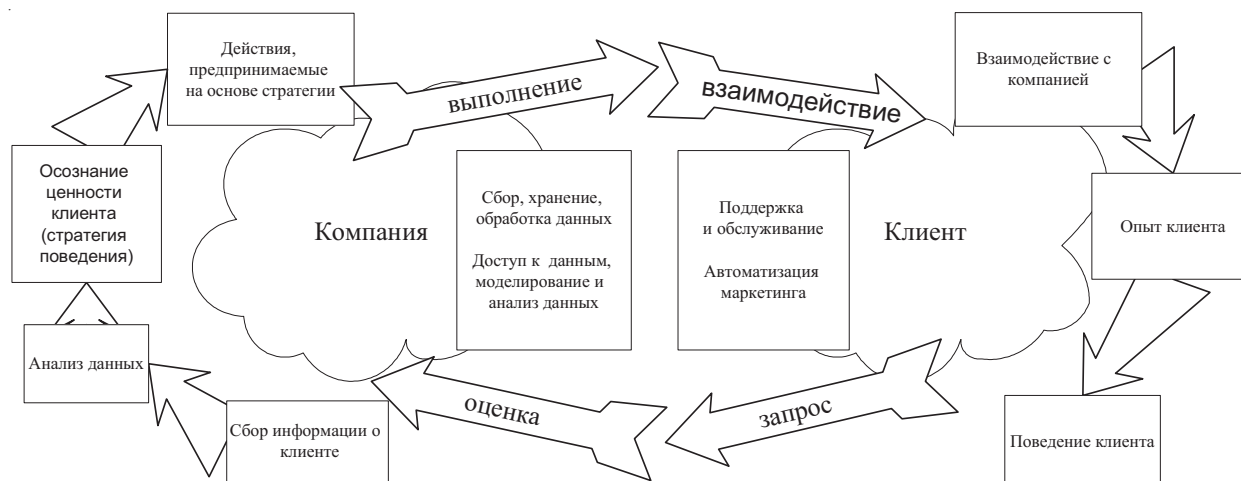 Действия,
предпринимаемые
на основе стратегии
выполнение
взаимодействие
Взаимодействие с
компанией
Осознание
ценности
клиента
(стратегия
поведения)
Компания
Сбор, хранение,
обработка данных
Доступ к данным,
моделирование и
анализ данных
Поддержка
и обслуживание
Автоматизация
маркетинга
Клиент
Опыт клиента
Анализ данных
Сбор информации о
клиенте
оценка
запрос
Поведение клиента